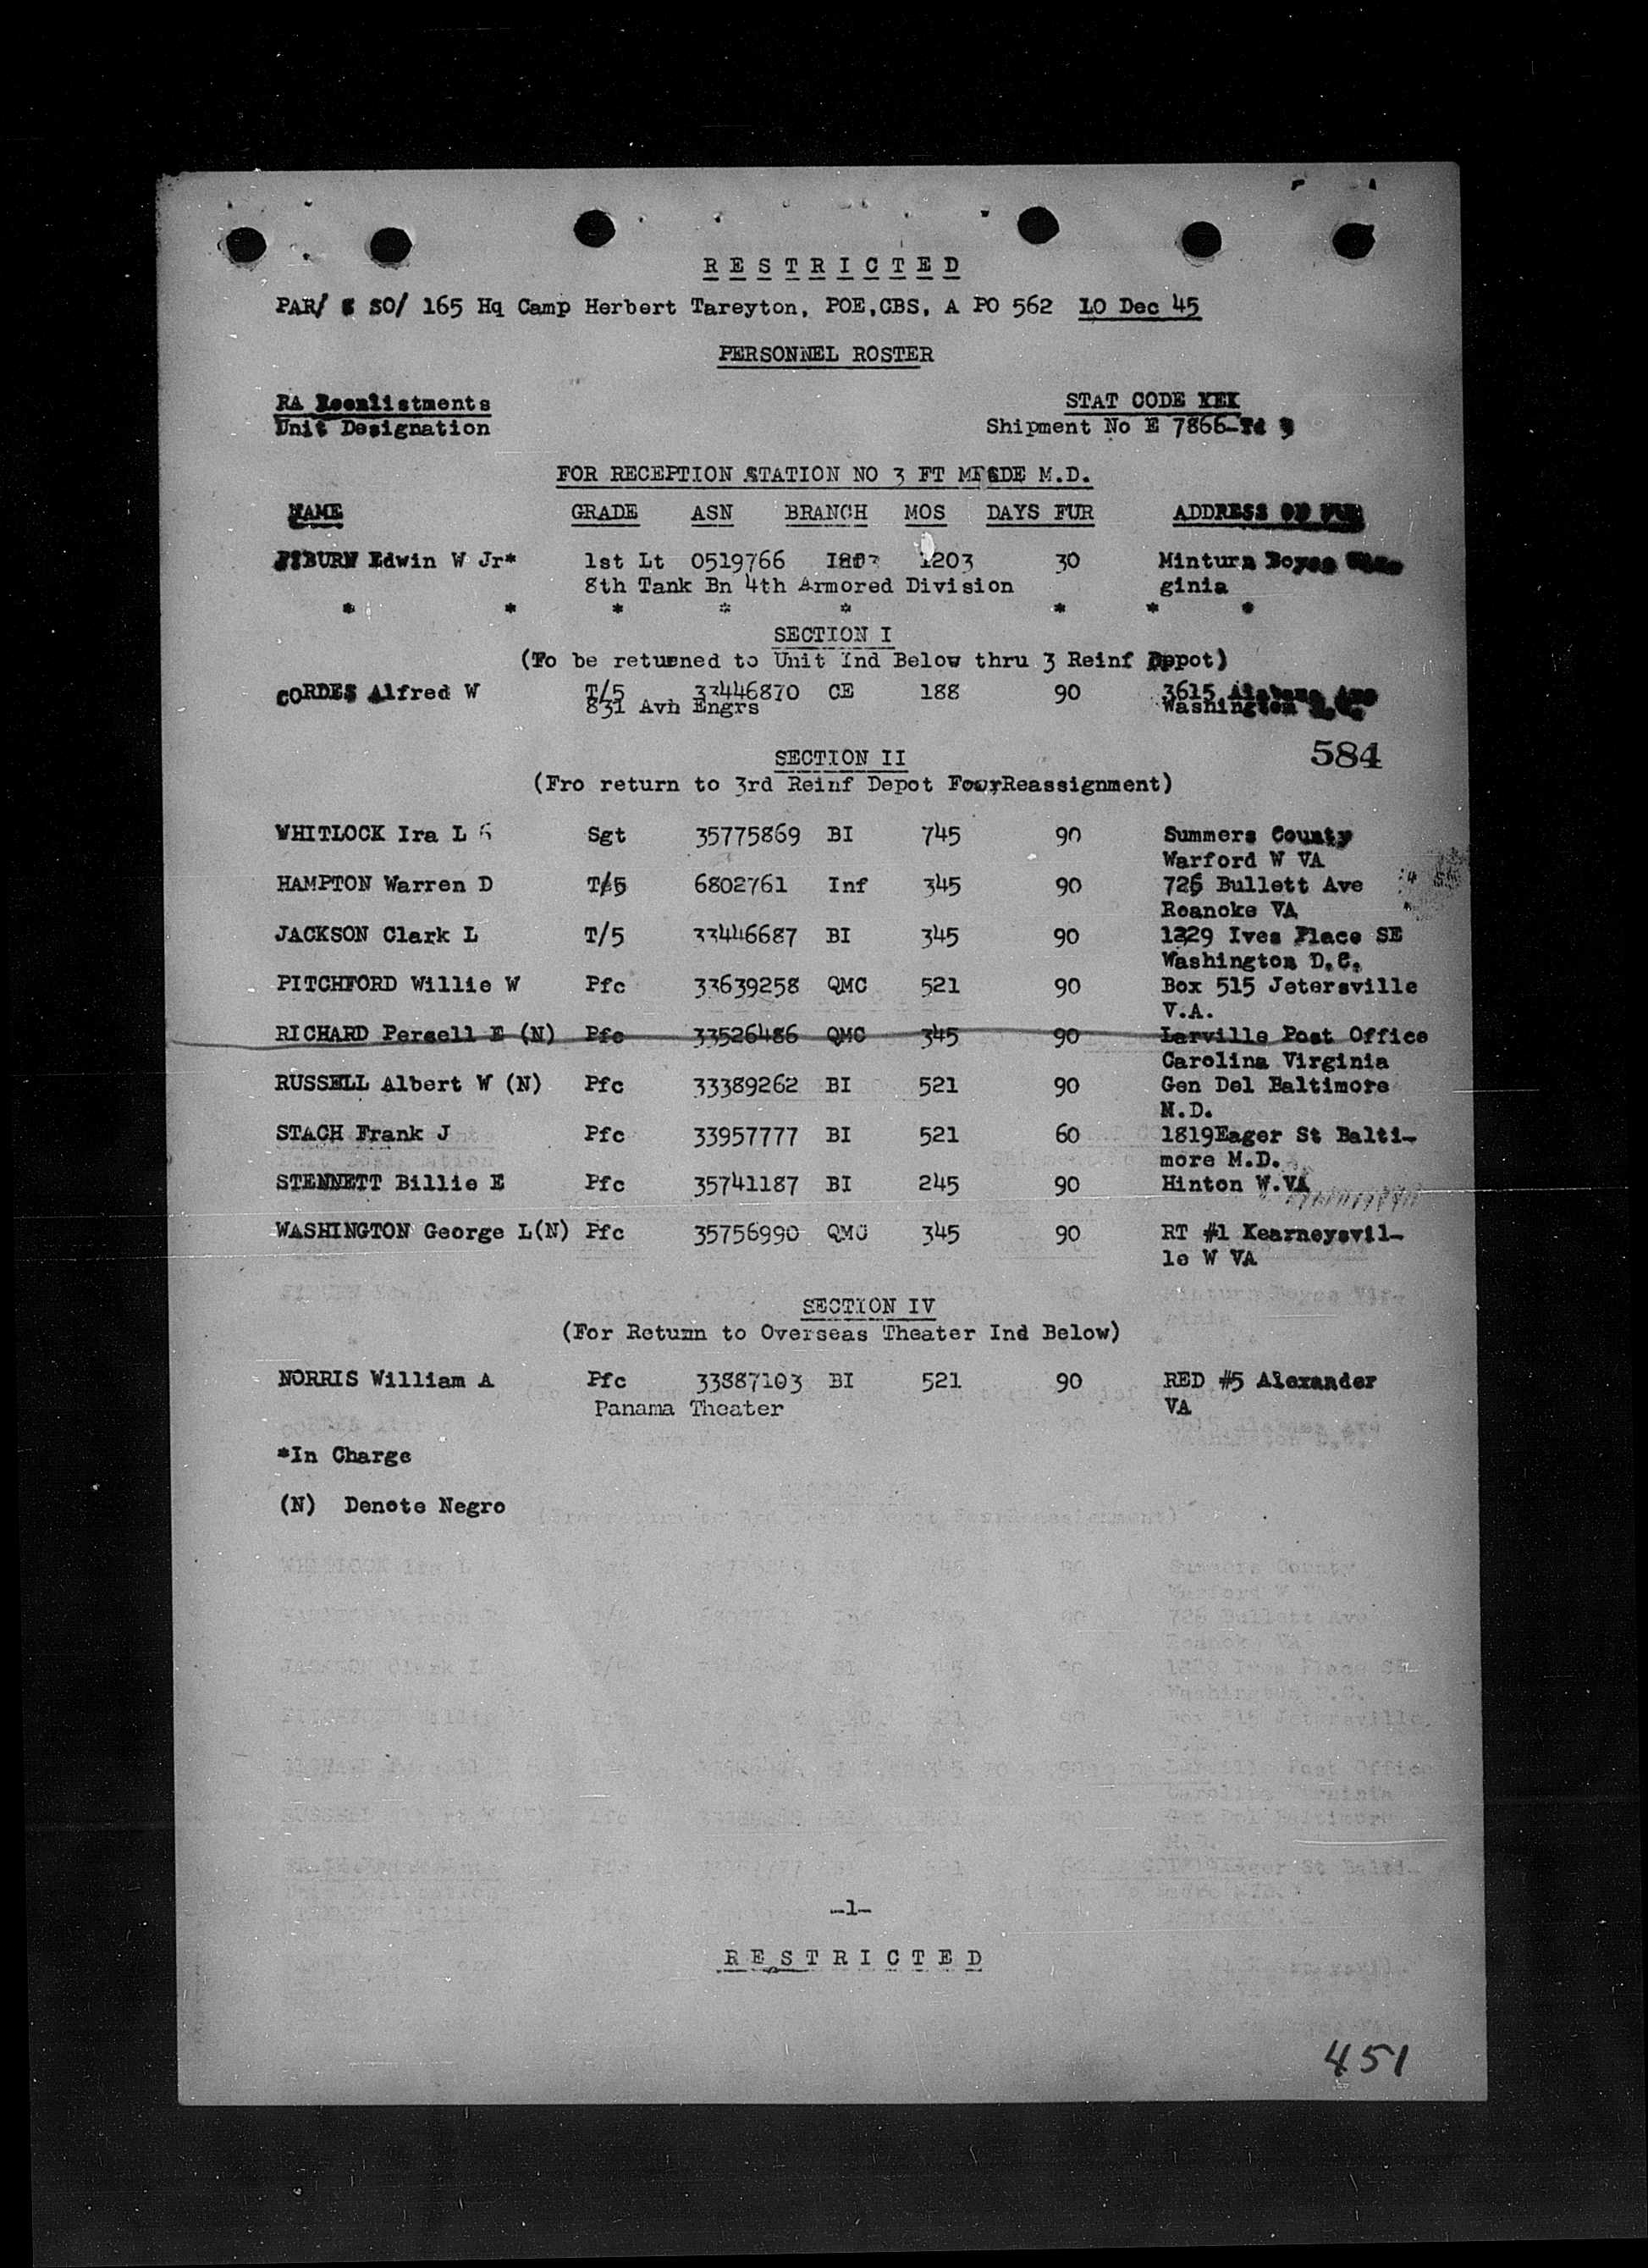 RESTRICTED
PAR/ SO/ 165 Hq Camp Herbert Tareyton, POE,CBS, A PO 562 10 Dec 45
PERSONNEL ROSTER
RA Reenlistments STAT CODE
Unit Designation Shipment No E 7866-
FOR RECEPTION STATION NO 3 FT M.D.
NAME GRADE ASN BRANCH MOS DAYS FUR ADDRESS
Edwin W Jr* 1st Lt 0519766 1203 30 Minturn
8th Tank Bn 4th Armored Division ginia
* * * * * * * *
SECTION I
(To be returned to Unit Ind Below thru 3 Reinf Depot)
CORDES Alfred W T/5 33446870 CE 188 90 3615
831 Avn Engrs Washington
584
SECTION II
(Fro return to 3rd Reinf Depot Reassignment)
WHITLOCK Ira L Sgt 35775869 BI 745 90 Summers County
Warford W VA
HAMPTON Warren D T/5 6802761 Inf 345 90 726 Bullett Ave
Roanoke VA
JACKSON Clark L T/5 33446687 BI 345 90 1229 Ives Place SE
Washington D.C.
PITCHFORD Willie W Pfc 33639258 QMC 521 90 Box 515 Jetersville
V.A.
RICHARD Persell E (N) Pfc 33526486 QMC 345 90 Larville Post Office
Carolina Virginia
RUSSELL Albert W (N) Pfc 33389262 BI 521 90 Gen Del Baltimore
M.D.
STACH Frank J Pfc 33957777 BI 521 60 1819Eager St Balti-
more M.D.
STENNETT Billie E Pfc 35741187 BI 245 90 Hinton W.VA
WASHINGTON George L(N) Pfc 35756990 QMC 345 90 RT #1 Kearneysvil-
le W VA
SECTION IV
(For Return to Overseas Theater Ind Below)
NORRIS William A Pfc 33887103 BI 521 90 RED #5 Alexander
Panama Theater VA
*In Charge
(N) Denote Negro
-1-
RESTRICTED
451